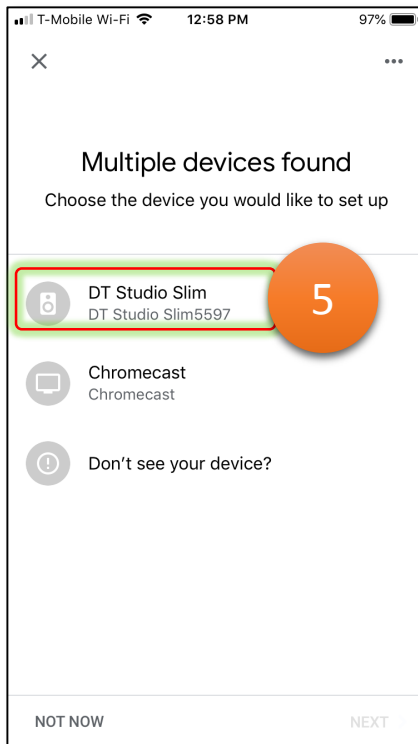 T-Mobile Wi-Fi 12:58 PM 97%
Multiple devices found
Choose the device you would like to set up
DT Studio Slim
DT Studio Slim5597
5
Chromecast
Chromecast
Don't see your device?
NOT NOW NEXT